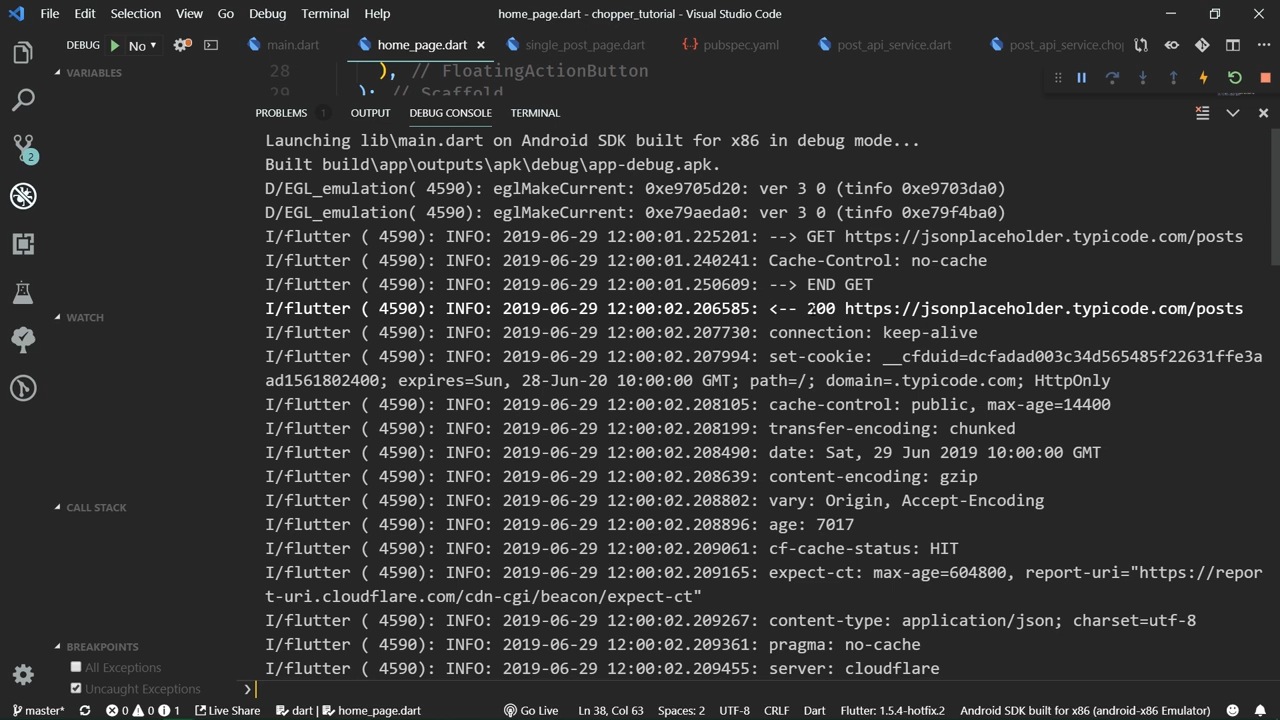 File Edit Selection View Go Debug Terminal Help home_page.dart - chopper_tutorial - Visual Studio Code
DEBUG No main.dart home_page.dart single_post_page.dart pubspec.yaml post_api_service.dart post_api_service.chop
VARIABLES
28 ), // FloatingActionButton
29 ); // Scaffold
PROBLEMS 1 OUTPUT DEBUG CONSOLE TERMINAL
Launching lib\main.dart on Android SDK built for x86 in debug mode...
Built build\app\outputs\apk\debug\app-debug.apk.
D/EGL_emulation( 4590): eglMakeCurrent: 0xe9705d20: ver 3 0 (tinfo 0xe9703da0)
D/EGL_emulation( 4590): eglMakeCurrent: 0xe79aeda0: ver 3 0 (tinfo 0xe79f4ba0)
I/flutter ( 4590): INFO: 2019-06-29 12:00:01.225201: --> GET https://jsonplaceholder.typicode.com/posts
I/flutter ( 4590): INFO: 2019-06-29 12:00:01.240241: Cache-Control: no-cache
I/flutter ( 4590): INFO: 2019-06-29 12:00:01.250609: --> END GET
I/flutter ( 4590): INFO: 2019-06-29 12:00:02.206585: <-- 200 https://jsonplaceholder.typicode.com/posts
I/flutter ( 4590): INFO: 2019-06-29 12:00:02.207730: connection: keep-alive
I/flutter ( 4590): INFO: 2019-06-29 12:00:02.207994: set-cookie: __cfduid=dcfadad003c34d565485f22631ffe3a
ad1561802400; expires=Sun, 28-Jun-20 10:00:00 GMT; path=/; domain=.typicode.com; HttpOnly
I/flutter ( 4590): INFO: 2019-06-29 12:00:02.208105: cache-control: public, max-age=14400
I/flutter ( 4590): INFO: 2019-06-29 12:00:02.208199: transfer-encoding: chunked
I/flutter ( 4590): INFO: 2019-06-29 12:00:02.208490: date: Sat, 29 Jun 2019 10:00:00 GMT
I/flutter ( 4590): INFO: 2019-06-29 12:00:02.208639: content-encoding: gzip
I/flutter ( 4590): INFO: 2019-06-29 12:00:02.208802: vary: Origin, Accept-Encoding
I/flutter ( 4590): INFO: 2019-06-29 12:00:02.208896: age: 7017
I/flutter ( 4590): INFO: 2019-06-29 12:00:02.209061: cf-cache-status: HIT
I/flutter ( 4590): INFO: 2019-06-29 12:00:02.209165: expect-ct: max-age=604800, report-uri="https://repor
t-uri.cloudflare.com/cdn-cgi/beacon/expect-ct"
I/flutter ( 4590): INFO: 2019-06-29 12:00:02.209267: content-type: application/json; charset=utf-8
I/flutter ( 4590): INFO: 2019-06-29 12:00:02.209361: pragma: no-cache
I/flutter ( 4590): INFO: 2019-06-29 12:00:02.209455: server: cloudflare
2
WATCH
CALL STACK
BREAKPOINTS
All Exceptions
Uncaught Exceptions
master* 0 0 1 Live Share dart | home_page.dart Go Live Ln 38, Col 63 Spaces: 2 UTF-8 CRLF Dart Flutter: 1.5.4-hotfix.2 Android SDK built for x86 (android-x86 Emulator)